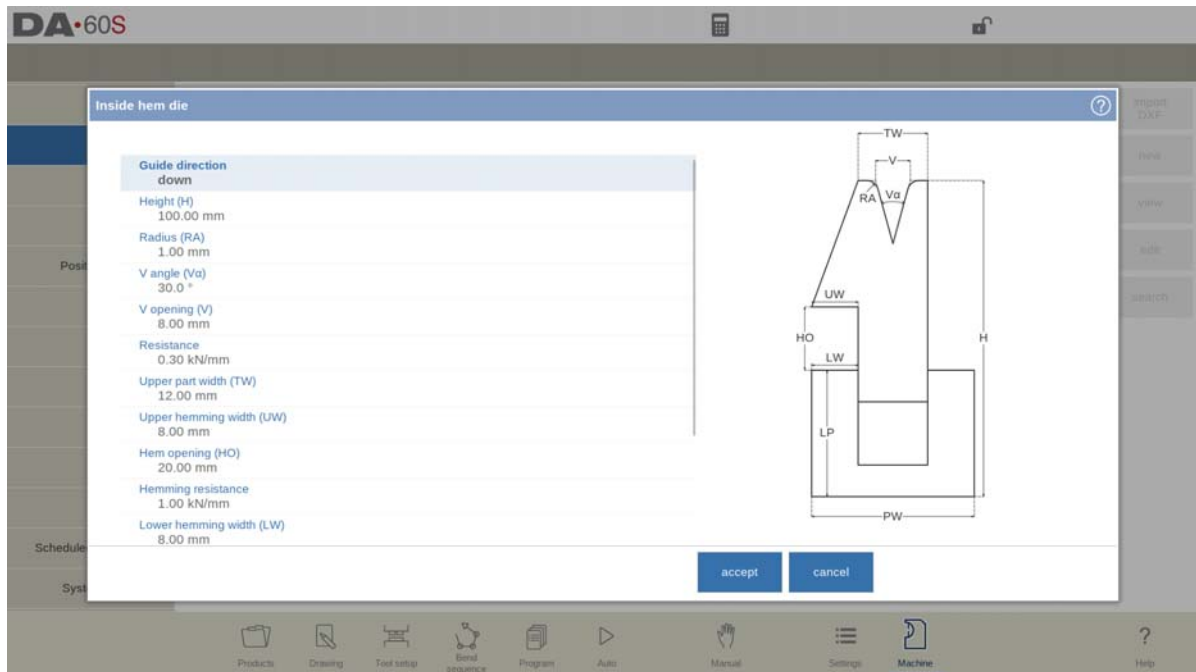 DA•60S
Inside hem die
import
DXF
new
view
edit
search
Guide direction
down
Height (H)
100.00 mm
Radius (RA)
1.00 mm
V angle (Vα)
30.0 °
V opening (V)
8.00 mm
Resistance
0.30 kN/mm
Upper part width (TW)
12.00 mm
Upper hemming width (UW)
8.00 mm
Hem opening (HO)
20.00 mm
Hemming resistance
1.00 kN/mm
Lower hemming width (LW)
8.00 mm
TW
V
RA
Vα
UW
HO
H
LW
LP
PW
Posit
Schedule
Syst
accept
cancel
Products
Drawing
Tool setup
Bend
sequence
Program
Auto
Manual
Settings
Machine
?
Help